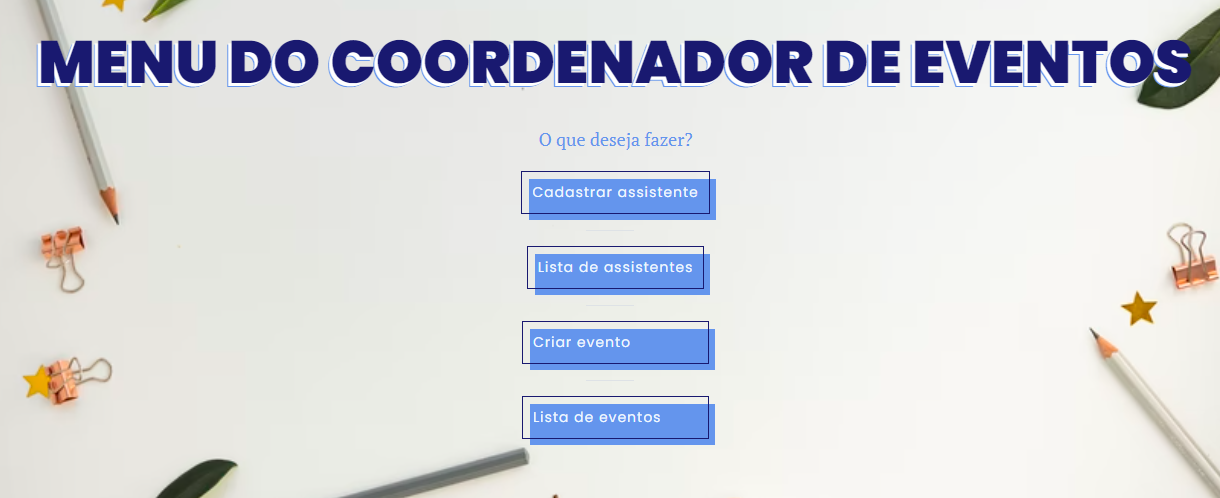 MENU DO COORDENADOR DE EVENTOS
O que deseja fazer?
Cadastrar assistente
Lista de assistentes
Criar evento
Lista de eventos